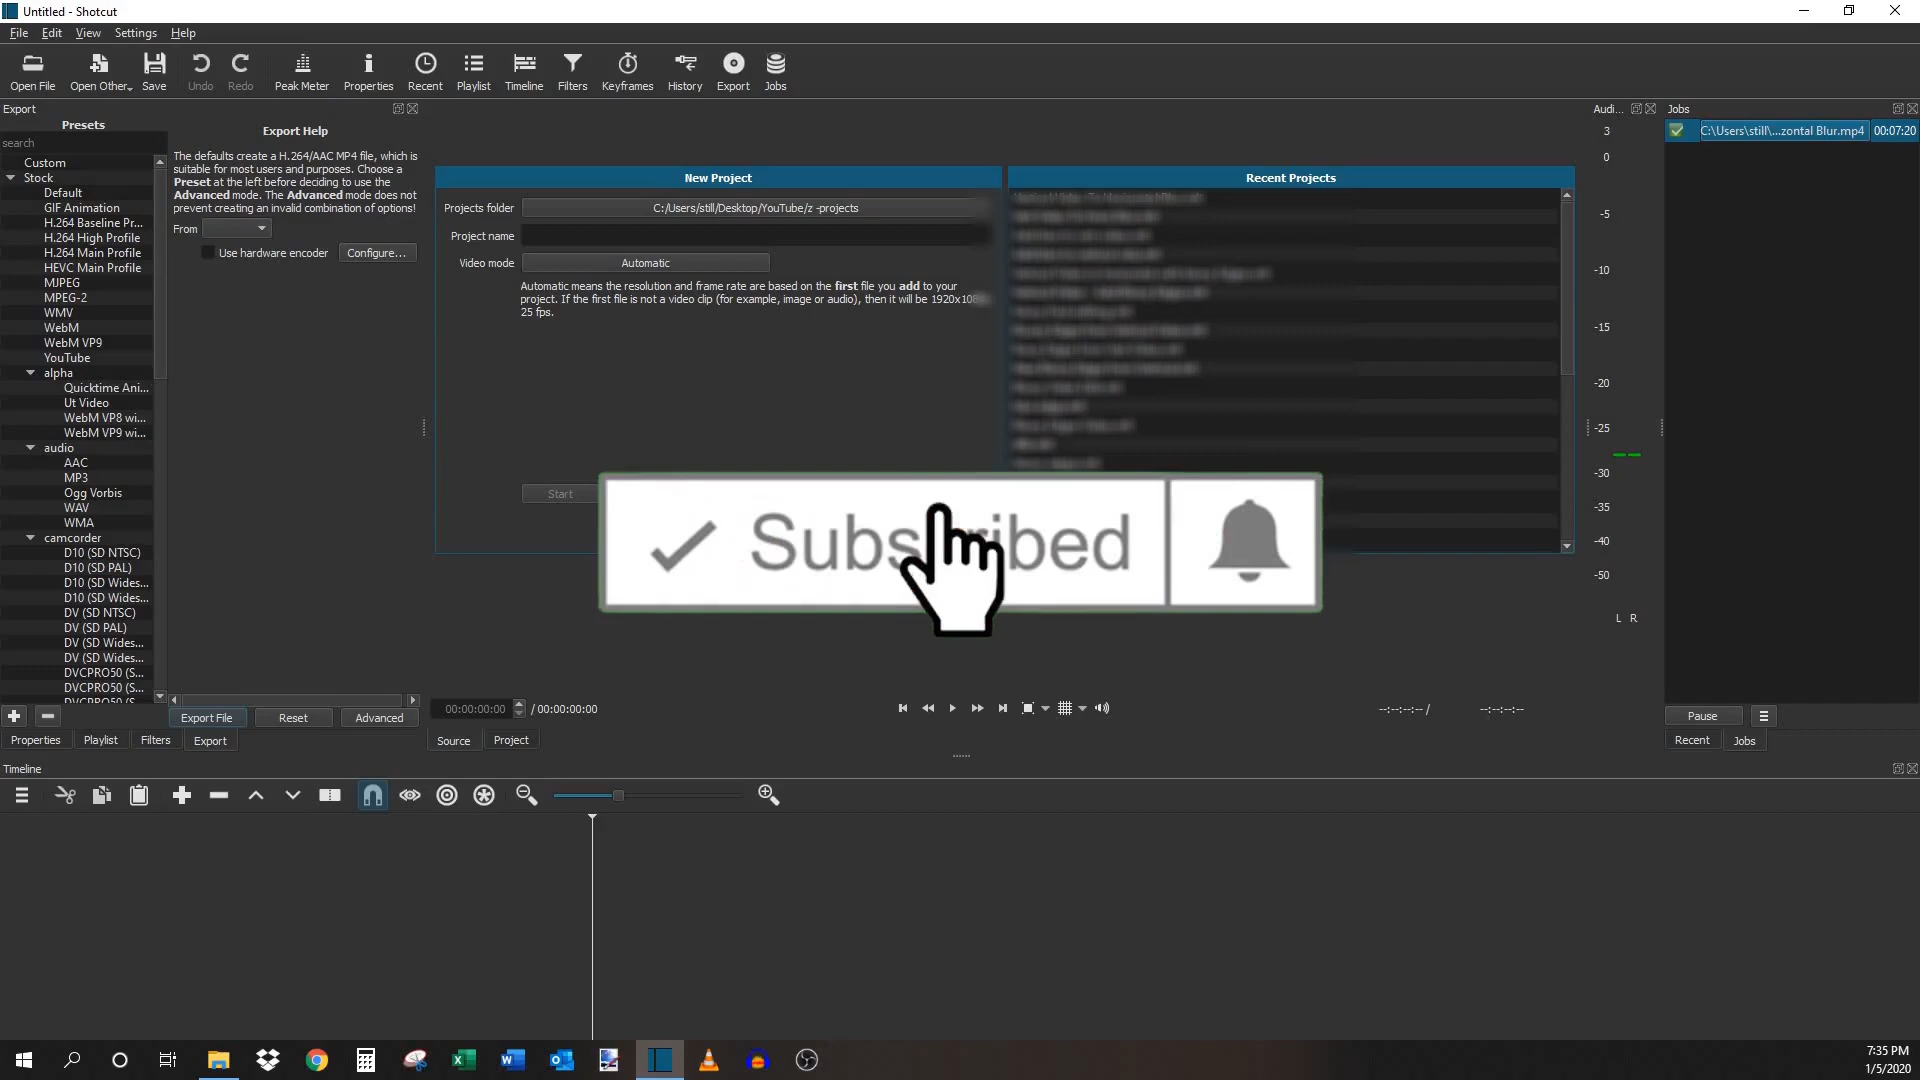 Untitled - Shotcut
File Edit View Settings Help
Open File Open Other Save Undo Redo Peak Meter Properties Recent Playlist Timeline Filters Keyframes History Export Jobs
Export
Presets
search
Custom
Stock
Default
GIF Animation
H.264 Baseline Pr...
H.264 High Profile
H.264 Main Profile
HEVC Main Profile
MJPEG
MPEG-2
WMV
WebM
WebM VP9
YouTube
alpha
Quicktime Ani...
Ut Video
WebM VP8 wi...
WebM VP9 wi...
audio
AAC
MP3
Ogg Vorbis
WAV
WMA
camcorder
D10 (SD NTSC)
D10 (SD PAL)
D10 (SD Wides...
D10 (SD Wides...
DV (SD NTSC)
DV (SD PAL)
DV (SD Wides...
DV (SD Wides...
DVCPRO50 (S...
DVCPRO50 (S...
DVCPRO50 (S
Export Help
The defaults create a H.264/AAC MP4 file, which is
suitable for most users and purposes. Choose a
Preset at the left before deciding to use the
Advanced mode. The Advanced mode does not
prevent creating an invalid combination of options!
From
Use hardware encoder Configure...
Export File Reset Advanced
Properties Playlist Filters Export
New Project
Projects folder C:/Users/still/Desktop/YouTube/z -projects
Project name
Video mode Automatic
Automatic means the resolution and frame rate are based on the first file you add to your
project. If the first file is not a video clip (for example, image or audio), then it will be
25 fps.
Start
Recent Projects
Subscribed
00:00:00:00 / 00:00:00:00
--:--:--:-- / --:--:--:--
Source Project
Audi...
3
0
-5
-10
-15
-20
-25
-30
-35
-40
-50
L R
Jobs
C:\Users\still\...zontal Blur.mp4 00:07:20
Pause
Recent Jobs
Timeline
7:35 PM
1/5/2020